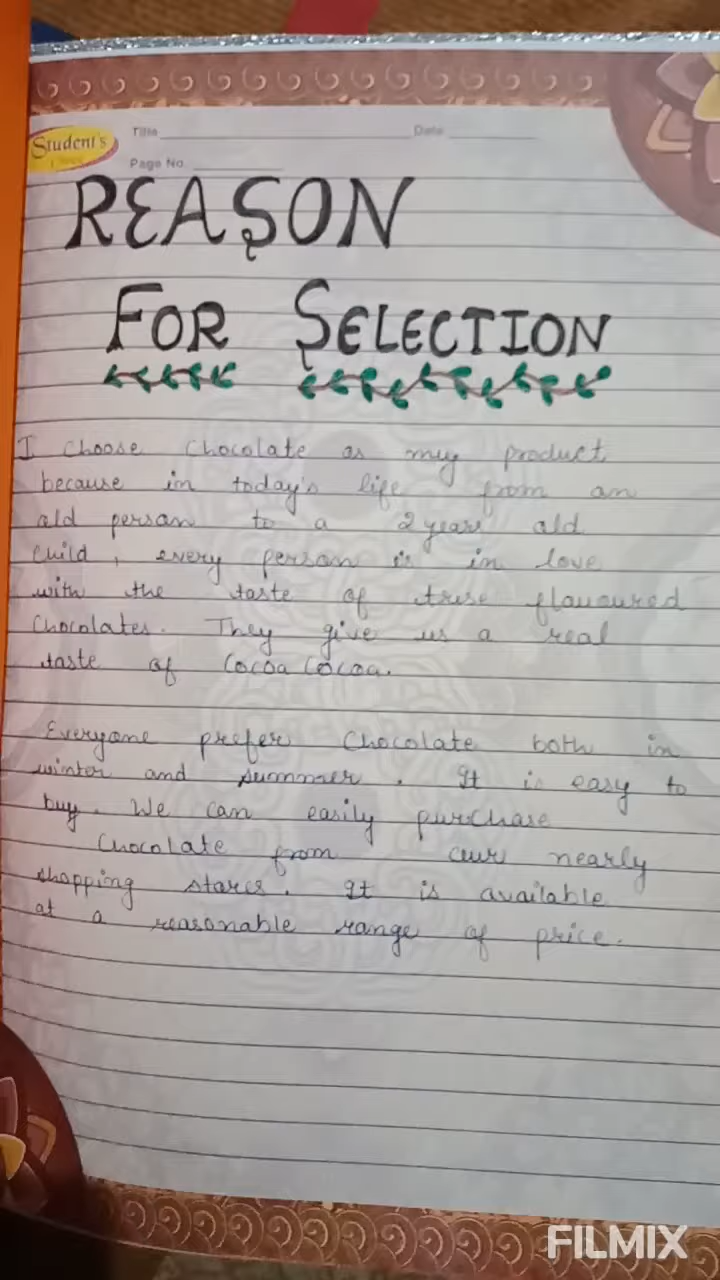 Title Date
Student's
Page No.
REASON
FOR SELECTION
I choose chocolate as my product
because in today's life from an
old person to a 2 years old
child, every person is in love
with the taste of these flavoured
chocolates. They give us a real
taste of Cocoa Cocoa.
Everyone prefer Chocolate both in
winter and summer. It is easy to
buy. We can easily purchase
Chocolate from our nearly
shopping stores. It is available
at a reasonable range of price.
FILMIX